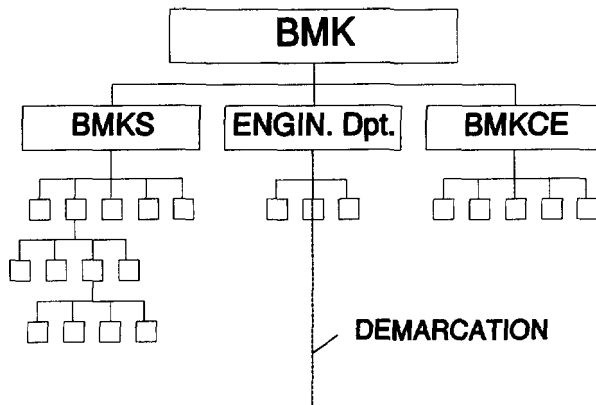 BMK
BMKS
ENGIN. Dpt.
BMKCE
DEMARCATION